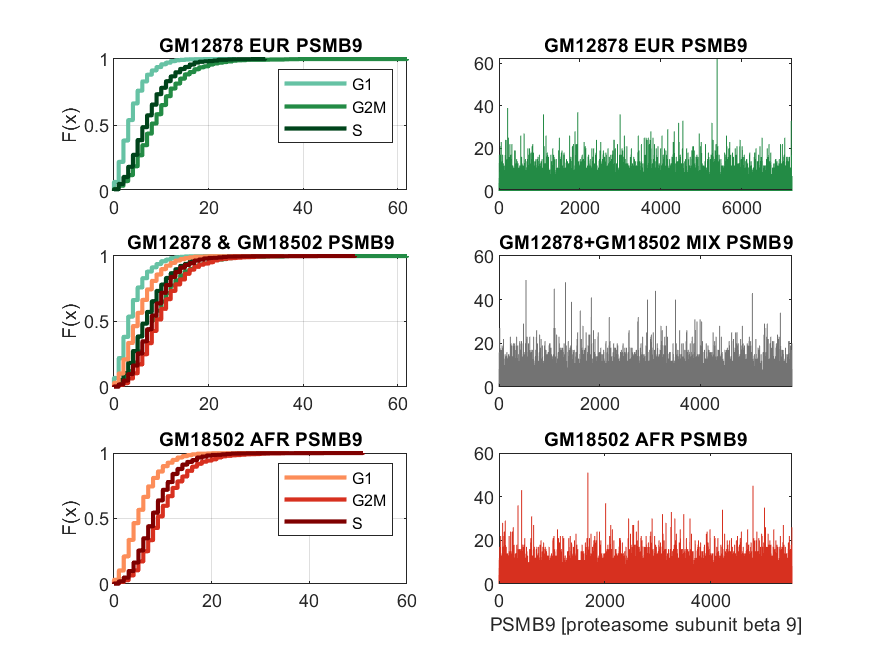 GM12878 EUR PSMB9
F(x)
1
0.5
0
0 20 40 60
G1
G2M
S
GM12878 EUR PSMB9
60
40
20
0
0 2000 4000 6000
GM12878 & GM18502 PSMB9
F(x)
1
0.5
0
0 20 40 60
GM12878+GM18502 MIX PSMB9
60
40
20
0
0 2000 4000
GM18502 AFR PSMB9
F(x)
1
0.5
0
0 20 40 60
G1
G2M
S
GM18502 AFR PSMB9
60
40
20
0
0 2000 4000
PSMB9 [proteasome subunit beta 9]